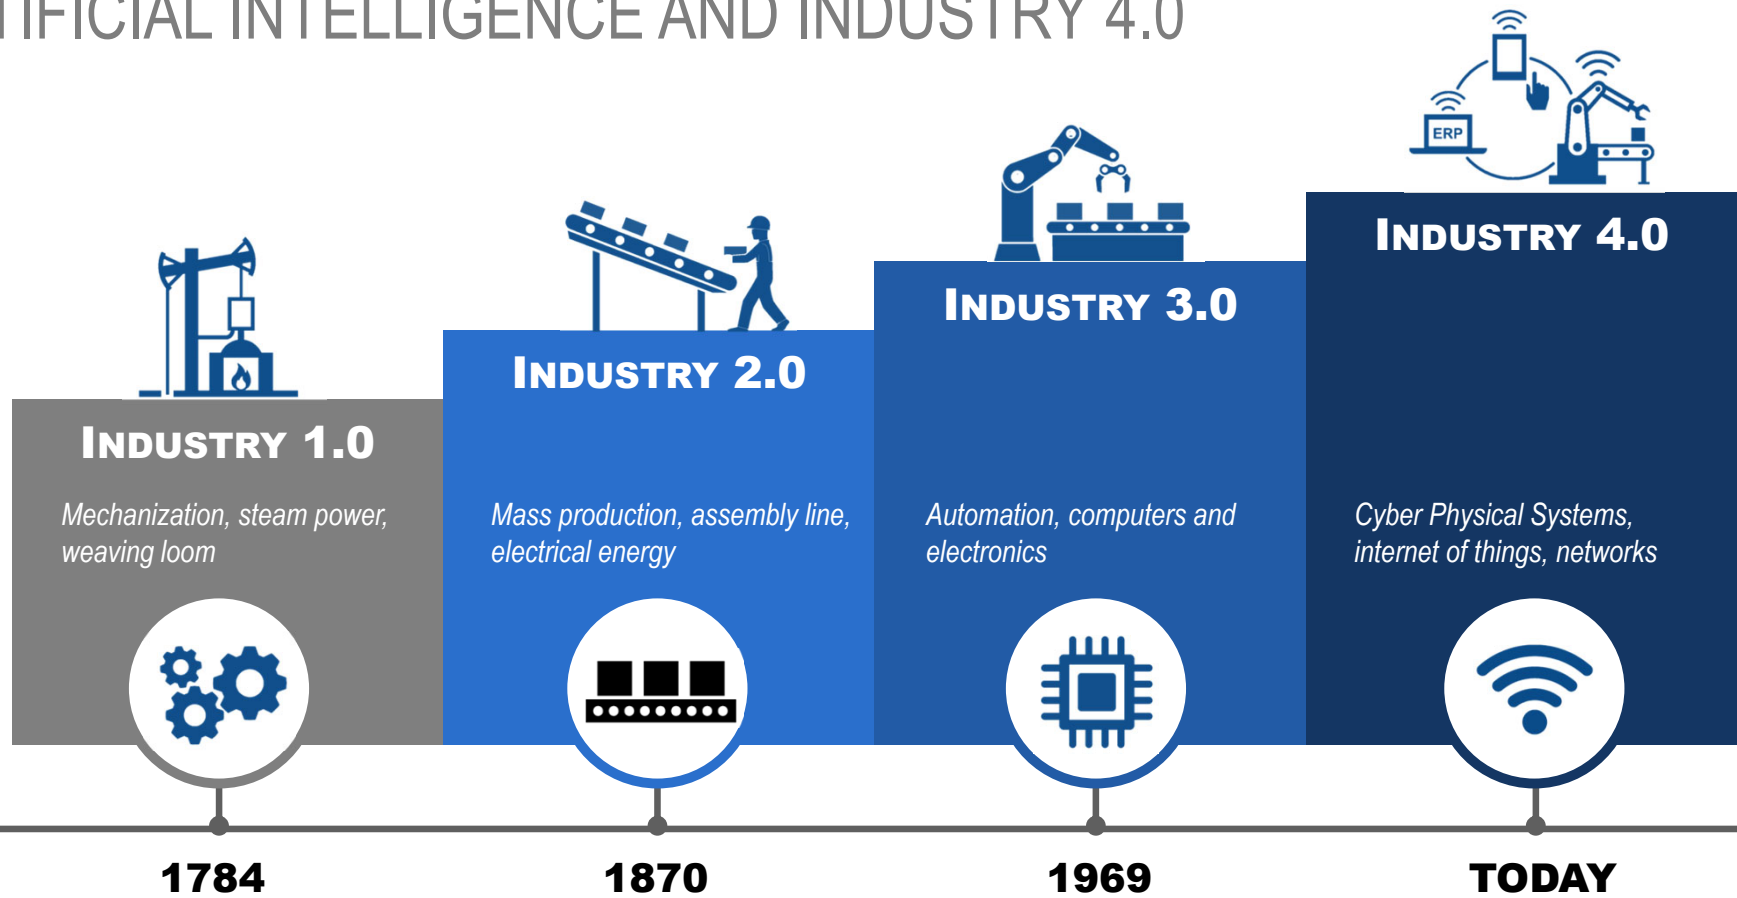 TIFICIAL INTELLIGENCE AND INDUSTRY 4.0
ERP
INDUSTRY 4.0
INDUSTRY 3.0
INDUSTRY 2.0
INDUSTRY 1.0
Mechanization, steam power,
weaving loom
Mass production, assembly line,
electrical energy
Automation, computers and
electronics
Cyber Physical Systems,
internet of things, networks
1784
1870
1969
TODAY